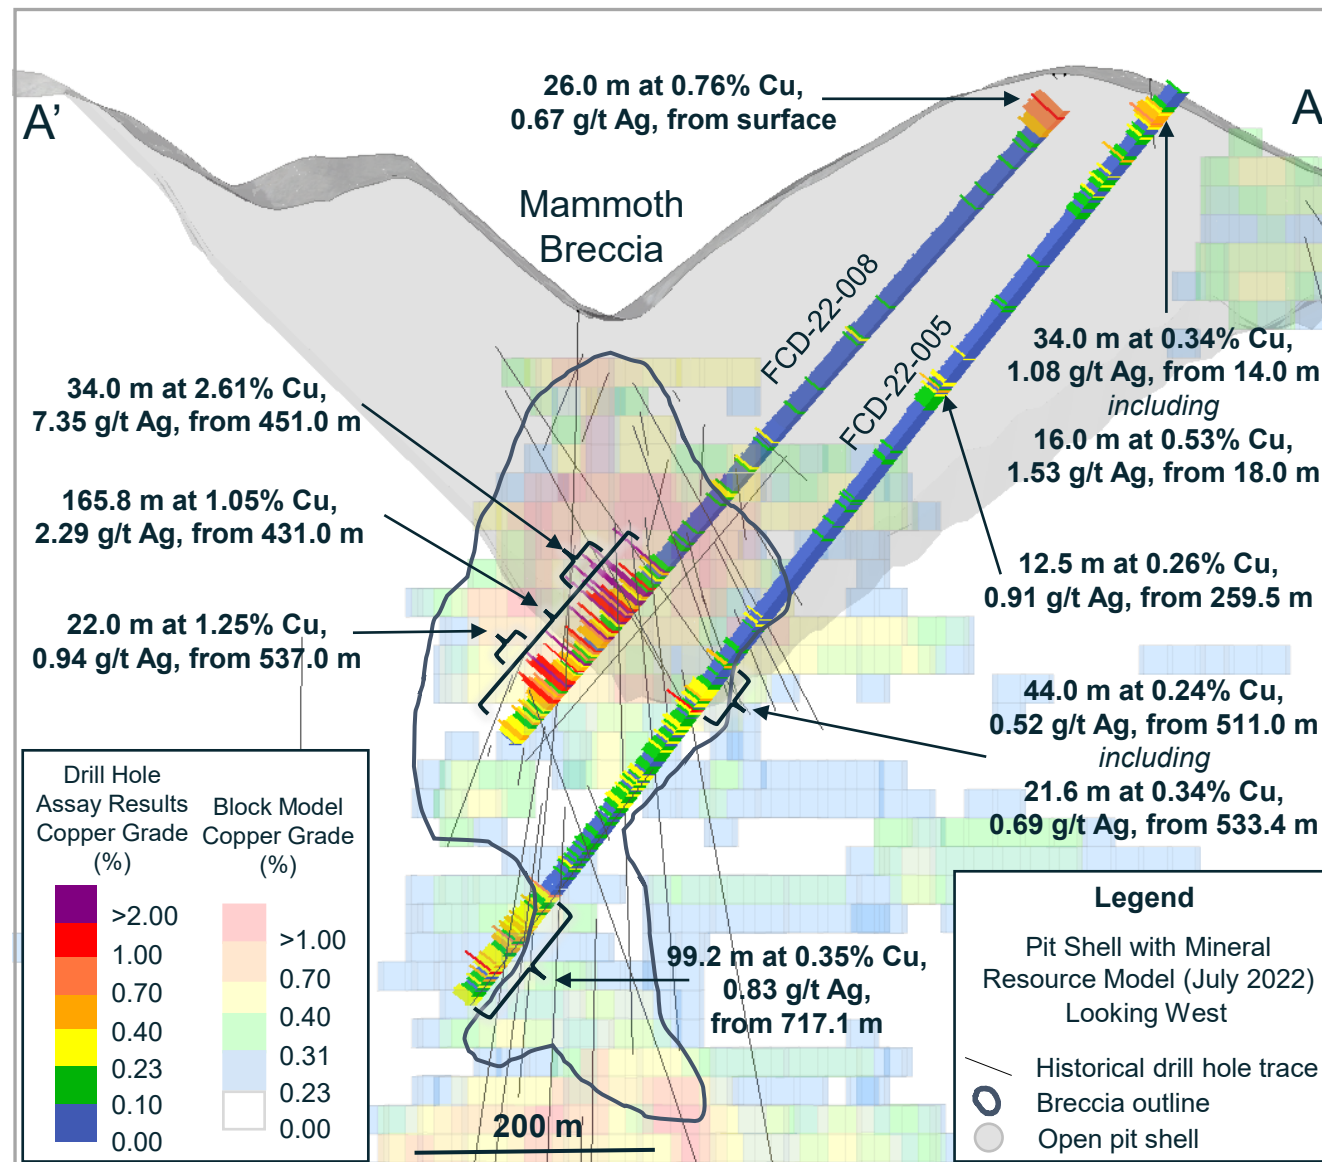 26.0 m at 0.76% Cu,
0.67 g/t Ag, from surface
A'
A
Mammoth
Breccia
FCD-22-008
FCD-22-005
34.0 m at 2.61% Cu,
7.35 g/t Ag, from 451.0 m
165.8 m at 1.05% Cu,
2.29 g/t Ag, from 431.0 m
22.0 m at 1.25% Cu,
0.94 g/t Ag, from 537.0 m
34.0 m at 0.34% Cu,
1.08 g/t Ag, from 14.0 m
including
16.0 m at 0.53% Cu,
1.53 g/t Ag, from 18.0 m
12.5 m at 0.26% Cu,
0.91 g/t Ag, from 259.5 m
44.0 m at 0.24% Cu,
0.52 g/t Ag, from 511.0 m
including
21.6 m at 0.34% Cu,
0.69 g/t Ag, from 533.4 m
99.2 m at 0.35% Cu,
0.83 g/t Ag,
from 717.1 m
Drill Hole
Assay Results
Copper Grade
(%)
>2.00
1.00
0.70
0.40
0.23
0.10
0.00
Block Model
Copper Grade
(%)
>1.00
0.70
0.40
0.31
0.23
0.00
200 m
Legend
Pit Shell with Mineral
Resource Model (July 2022)
Looking West
Historical drill hole trace
Breccia outline
Open pit shell